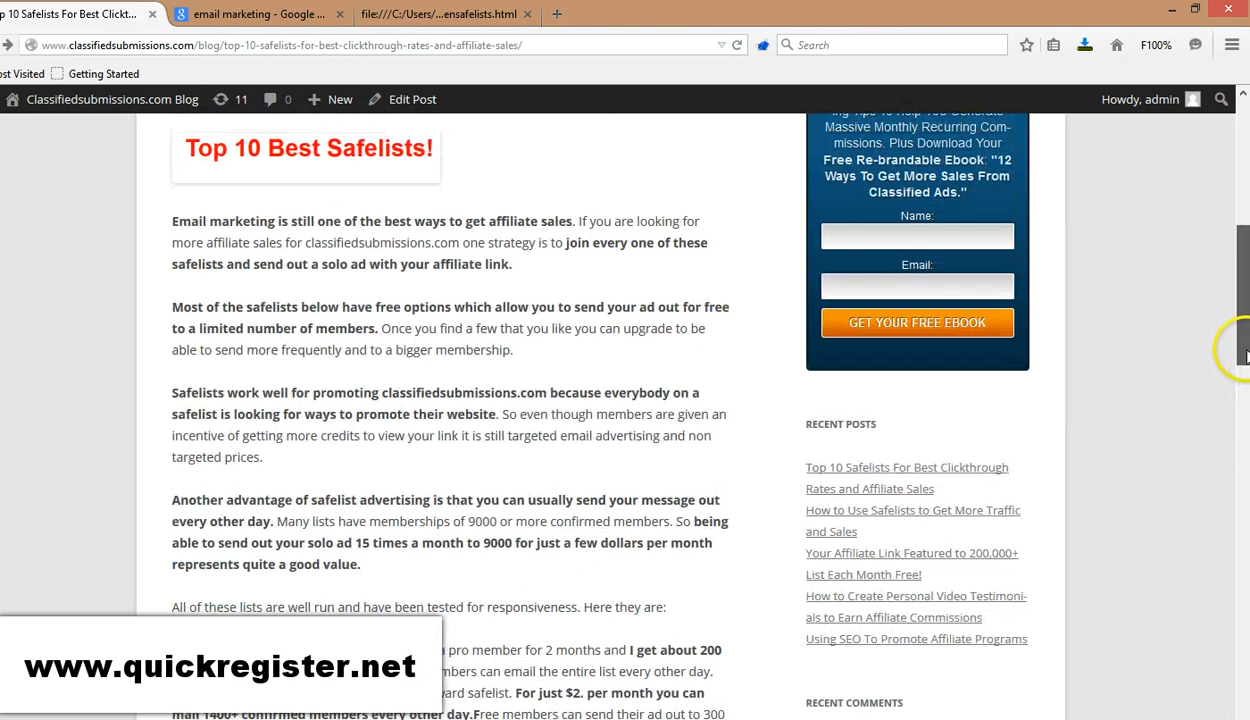 p 10 Safelists For Best Clickt...
email marketing - Google ...
file:///C:/Users/...ensafelists.html
www.classifiedsubmissions.com/blog/top-10-safelists-for-best-clickthrough-rates-and-affiliate-sales/
Search
F100%
ost Visited
Getting Started
Classifiedsubmissions.com Blog
11
0
New
Edit Post
Howdy, admin
Top 10 Best Safelists!
Email marketing is still one of the best ways to get affiliate sales. If you are looking for
more affiliate sales for classifiedsubmissions.com one strategy is to join every one of these
safelists and send out a solo ad with your affiliate link.
Most of the safelists below have free options which allow you to send your ad out for free
to a limited number of members. Once you find a few that you like you can upgrade to be
able to send more frequently and to a bigger membership.
Safelists work well for promoting classifiedsubmissions.com because everybody on a
safelist is looking for ways to promote their website. So even though members are given an
incentive of getting more credits to view your link it is still targeted email advertising and non
targeted prices.
Another advantage of safelist advertising is that you can usually send your message out
every other day. Many lists have memberships of 9000 or more confirmed members. So being
able to send out your solo ad 15 times a month to 9000 for just a few dollars per month
represents quite a good value.
All of these lists are well run and have been tested for responsiveness. Here they are:
a pro member for 2 months and I get about 200
mbers can email the entire list every other day.
ward safelist. For just $2. per month you can
mail 1400+ confirmed members every other day.Free members can send their ad out to 300
www.quickregister.net
ing Tips To Help You Generate
Massive Monthly Recurring Com-
missions. Plus Download Your
Free Re-brandable Ebook: "12
Ways To Get More Sales From
Classified Ads."
Name:
Email:
GET YOUR FREE EBOOK
RECENT POSTS
Top 10 Safelists For Best Clickthrough
Rates and Affiliate Sales
How to Use Safelists to Get More Traffic
and Sales
Your Affiliate Link Featured to 200,000+
List Each Month Free!
How to Create Personal Video Testimoni-
als to Earn Affiliate Commissions
Using SEO To Promote Affiliate Programs
RECENT COMMENTS